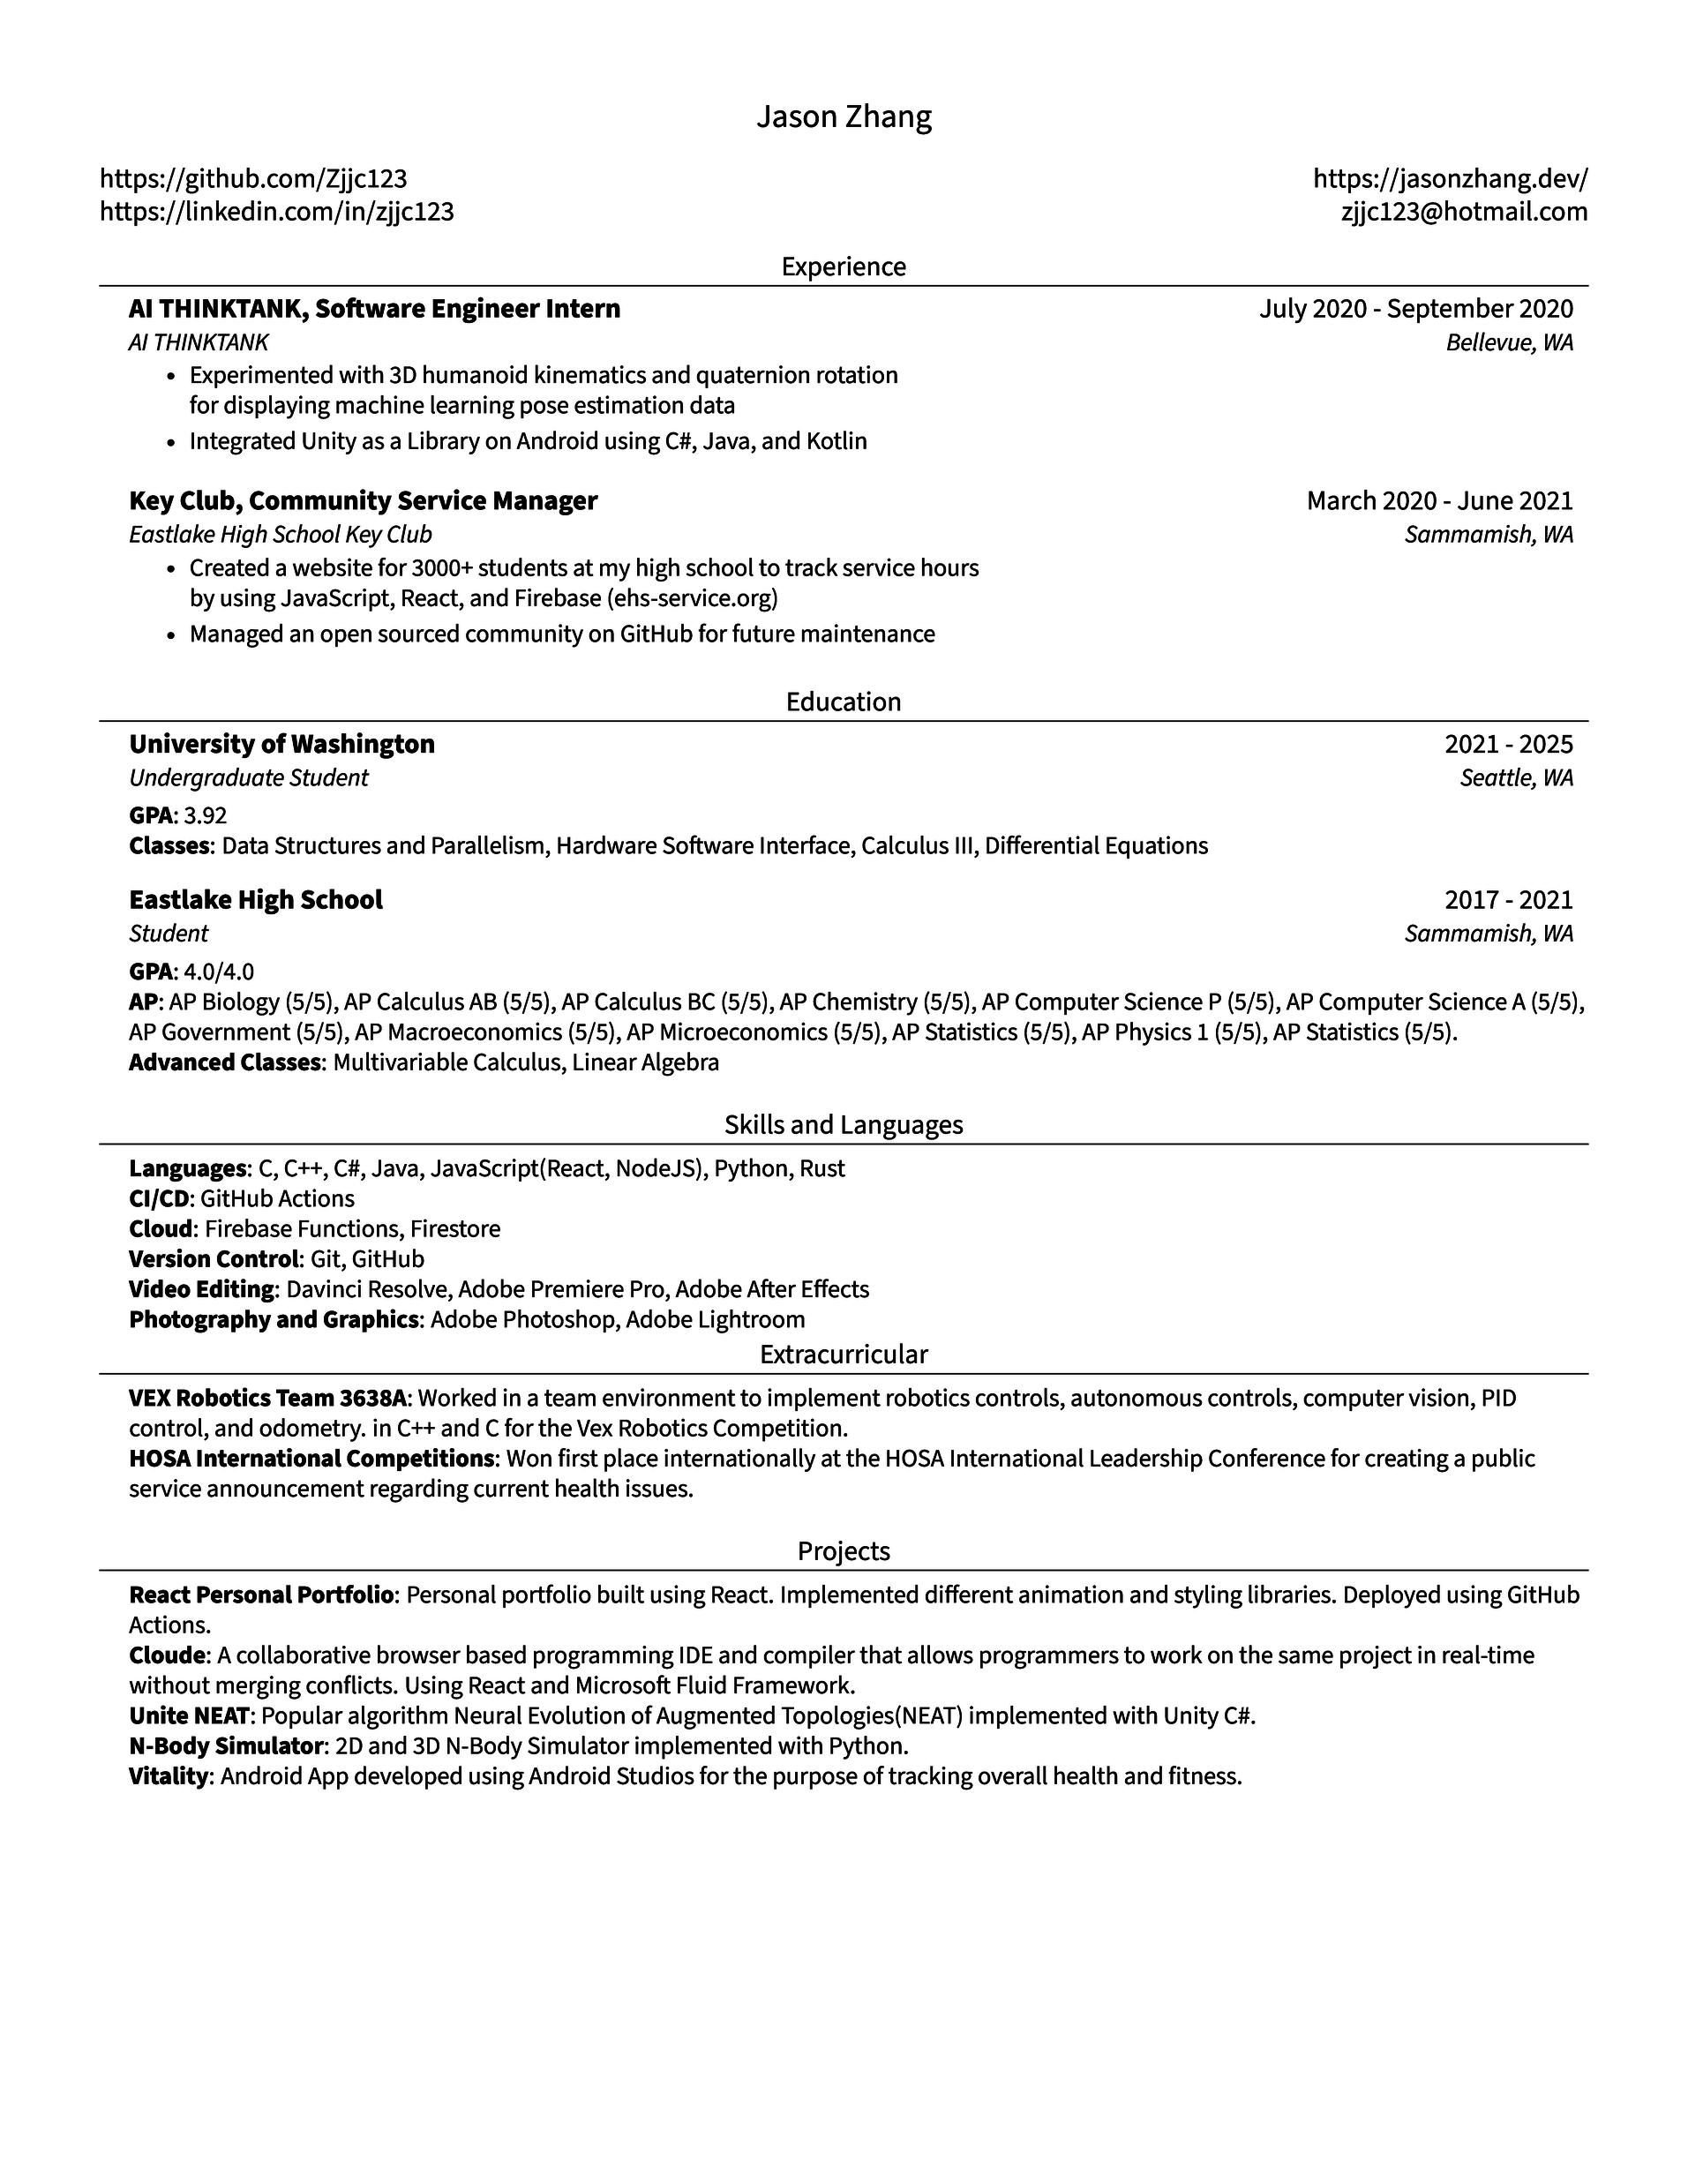 Jason Zhang
https://github.com/Zjjc123
https://jasonzhang.dev/
https://linkedin.com/in/zjjc123
zjjc123@hotmail.com
Experience
AI THINKTANK, Software Engineer Intern
July 2020 - September 2020
AI THINKTANK
Bellevue, WA
• Experimented with 3D humanoid kinematics and quaternion rotation
for displaying machine learning pose estimation data
• Integrated Unity as a Library on Android using C#, Java, and Kotlin
Key Club, Community Service Manager
March 2020 - June 2021
Eastlake High School Key Club
Sammamish, WA
• Created a website for 3000+ students at my high school to track service hours
by using JavaScript, React, and Firebase (ehs-service.org)
• Managed an open sourced community on GitHub for future maintenance
Education
University of Washington
2021 - 2025
Undergraduate Student
Seattle, WA
GPA: 3.92
Classes: Data Structures and Parallelism, Hardware Software Interface, Calculus III, Differential Equations
Eastlake High School
2017 - 2021
Student
Sammamish, WA
GPA: 4.0/4.0
AP: AP Biology (5/5), AP Calculus AB (5/5), AP Calculus BC (5/5), AP Chemistry (5/5), AP Computer Science P (5/5), AP Computer Science A (5/5),
AP Government (5/5), AP Macroeconomics (5/5), AP Microeconomics (5/5), AP Statistics (5/5), AP Physics 1 (5/5), AP Statistics (5/5).
Advanced Classes: Multivariable Calculus, Linear Algebra
Skills and Languages
Languages: C, C++, C#, Java, JavaScript(React, NodeJS), Python, Rust
CI/CD: GitHub Actions
Cloud: Firebase Functions, Firestore
Version Control: Git, GitHub
Video Editing: Davinci Resolve, Adobe Premiere Pro, Adobe After Effects
Photography and Graphics: Adobe Photoshop, Adobe Lightroom
Extracurricular
VEX Robotics Team 3638A: Worked in a team environment to implement robotics controls, autonomous controls, computer vision, PID
control, and odometry. in C++ and C for the Vex Robotics Competition.
HOSA International Competitions: Won first place internationally at the HOSA International Leadership Conference for creating a public
service announcement regarding current health issues.
Projects
React Personal Portfolio: Personal portfolio built using React. Implemented different animation and styling libraries. Deployed using GitHub
Actions.
Cloude: A collaborative browser based programming IDE and compiler that allows programmers to work on the same project in real-time
without merging conflicts. Using React and Microsoft Fluid Framework.
Unite NEAT: Popular algorithm Neural Evolution of Augmented Topologies(NEAT) implemented with Unity C#.
N-Body Simulator: 2D and 3D N-Body Simulator implemented with Python.
Vitality: Android App developed using Android Studios for the purpose of tracking overall health and fitness.